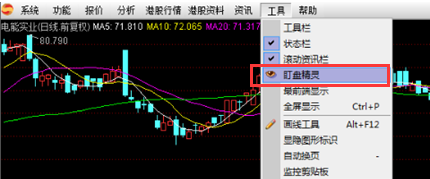 系统 功能 报价 分析 港股行情 港股资料 资讯 工具 帮助
电能实业(日线.前复权) MA5: 71.810 MA10: 72.065 MA20: 71.317
80.790
工具栏
状态栏
滚动资讯栏
盯盘精灵
最前端显示
全屏显示 Ctrl+P
画线工具 Alt+F12
显隐图形标识
自动换页 -
监控剪贴板